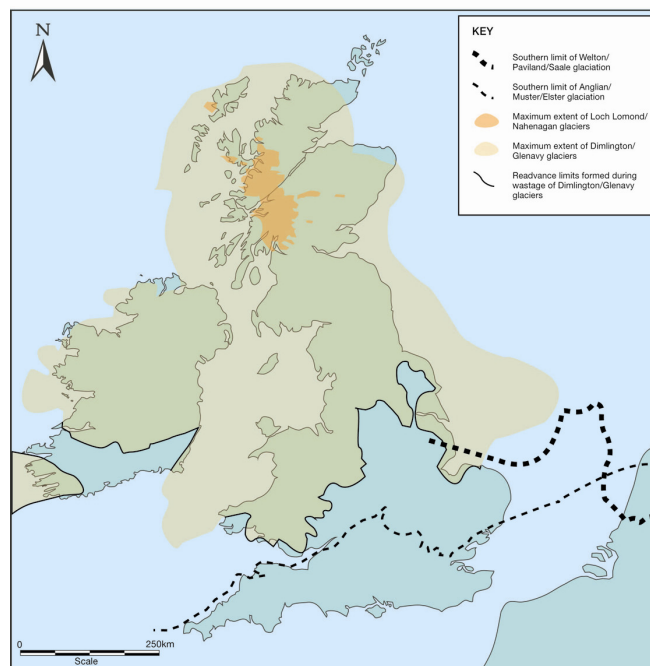 N
KEY
Southern limit of Welton/
Paviland/Saale glaciation
Southern limit of Anglian/
Muster/Elster glaciation
Maximum extent of Loch Lomond/
Nahenagan glaciers
Maximum extent of Dimlington/
Glenavy glaciers
Readvance limits formed during
wastage of Dimlington/Glenavy
glaciers
0
250km
Scale